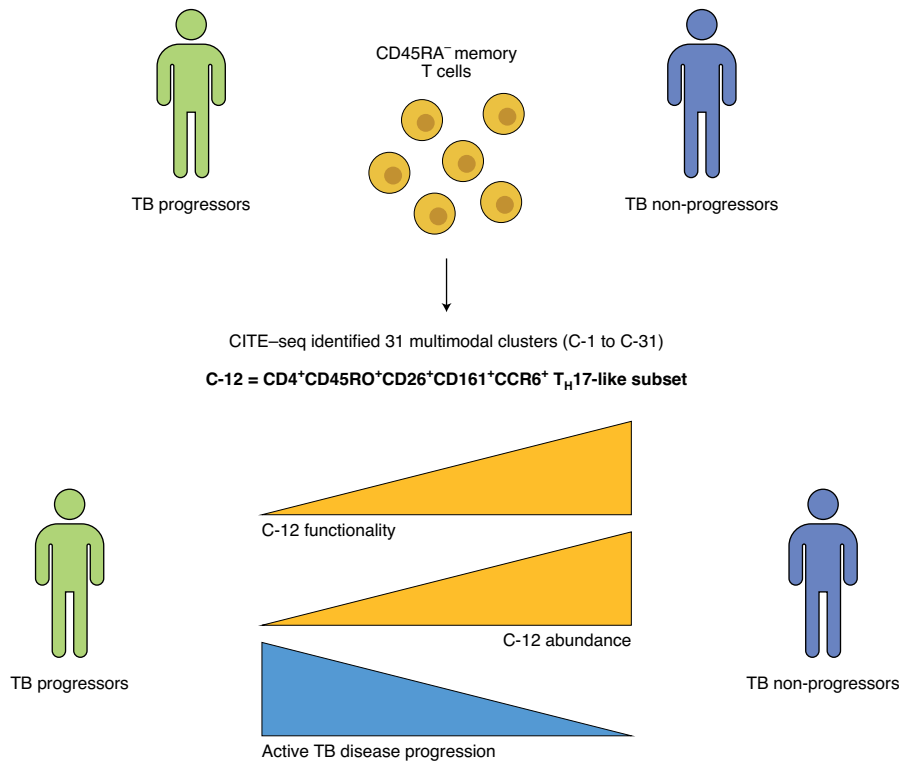 CD45RA⁻ memory
T cells
TB progressors
TB non-progressors
CITE–seq identified 31 multimodal clusters (C-1 to C-31)
C-12 = CD4⁺CD45RO⁺CD26⁺CD161⁺CCR6⁺ T_H17-like subset
C-12 functionality
C-12 abundance
TB progressors
TB non-progressors
Active TB disease progression